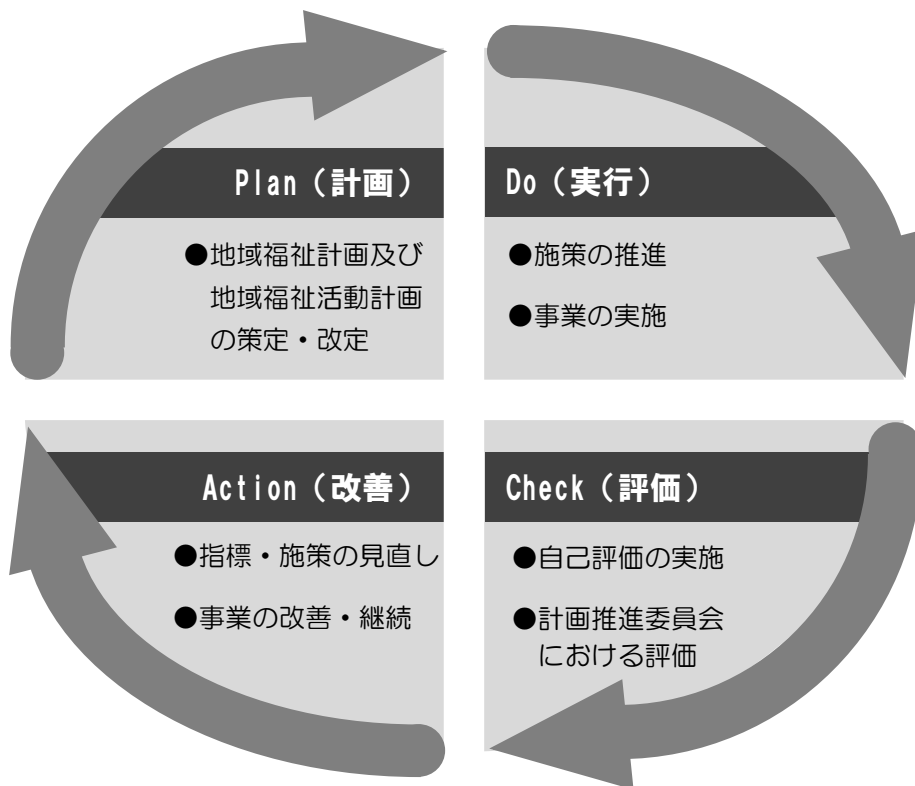 Plan（計画）
●地域福祉計画及び
地域福祉活動計画
の策定・改定
Do（実行）
●施策の推進
●事業の実施
Action（改善）
●指標・施策の見直し
●事業の改善・継続
Check（評価）
●自己評価の実施
●計画推進委員会
における評価